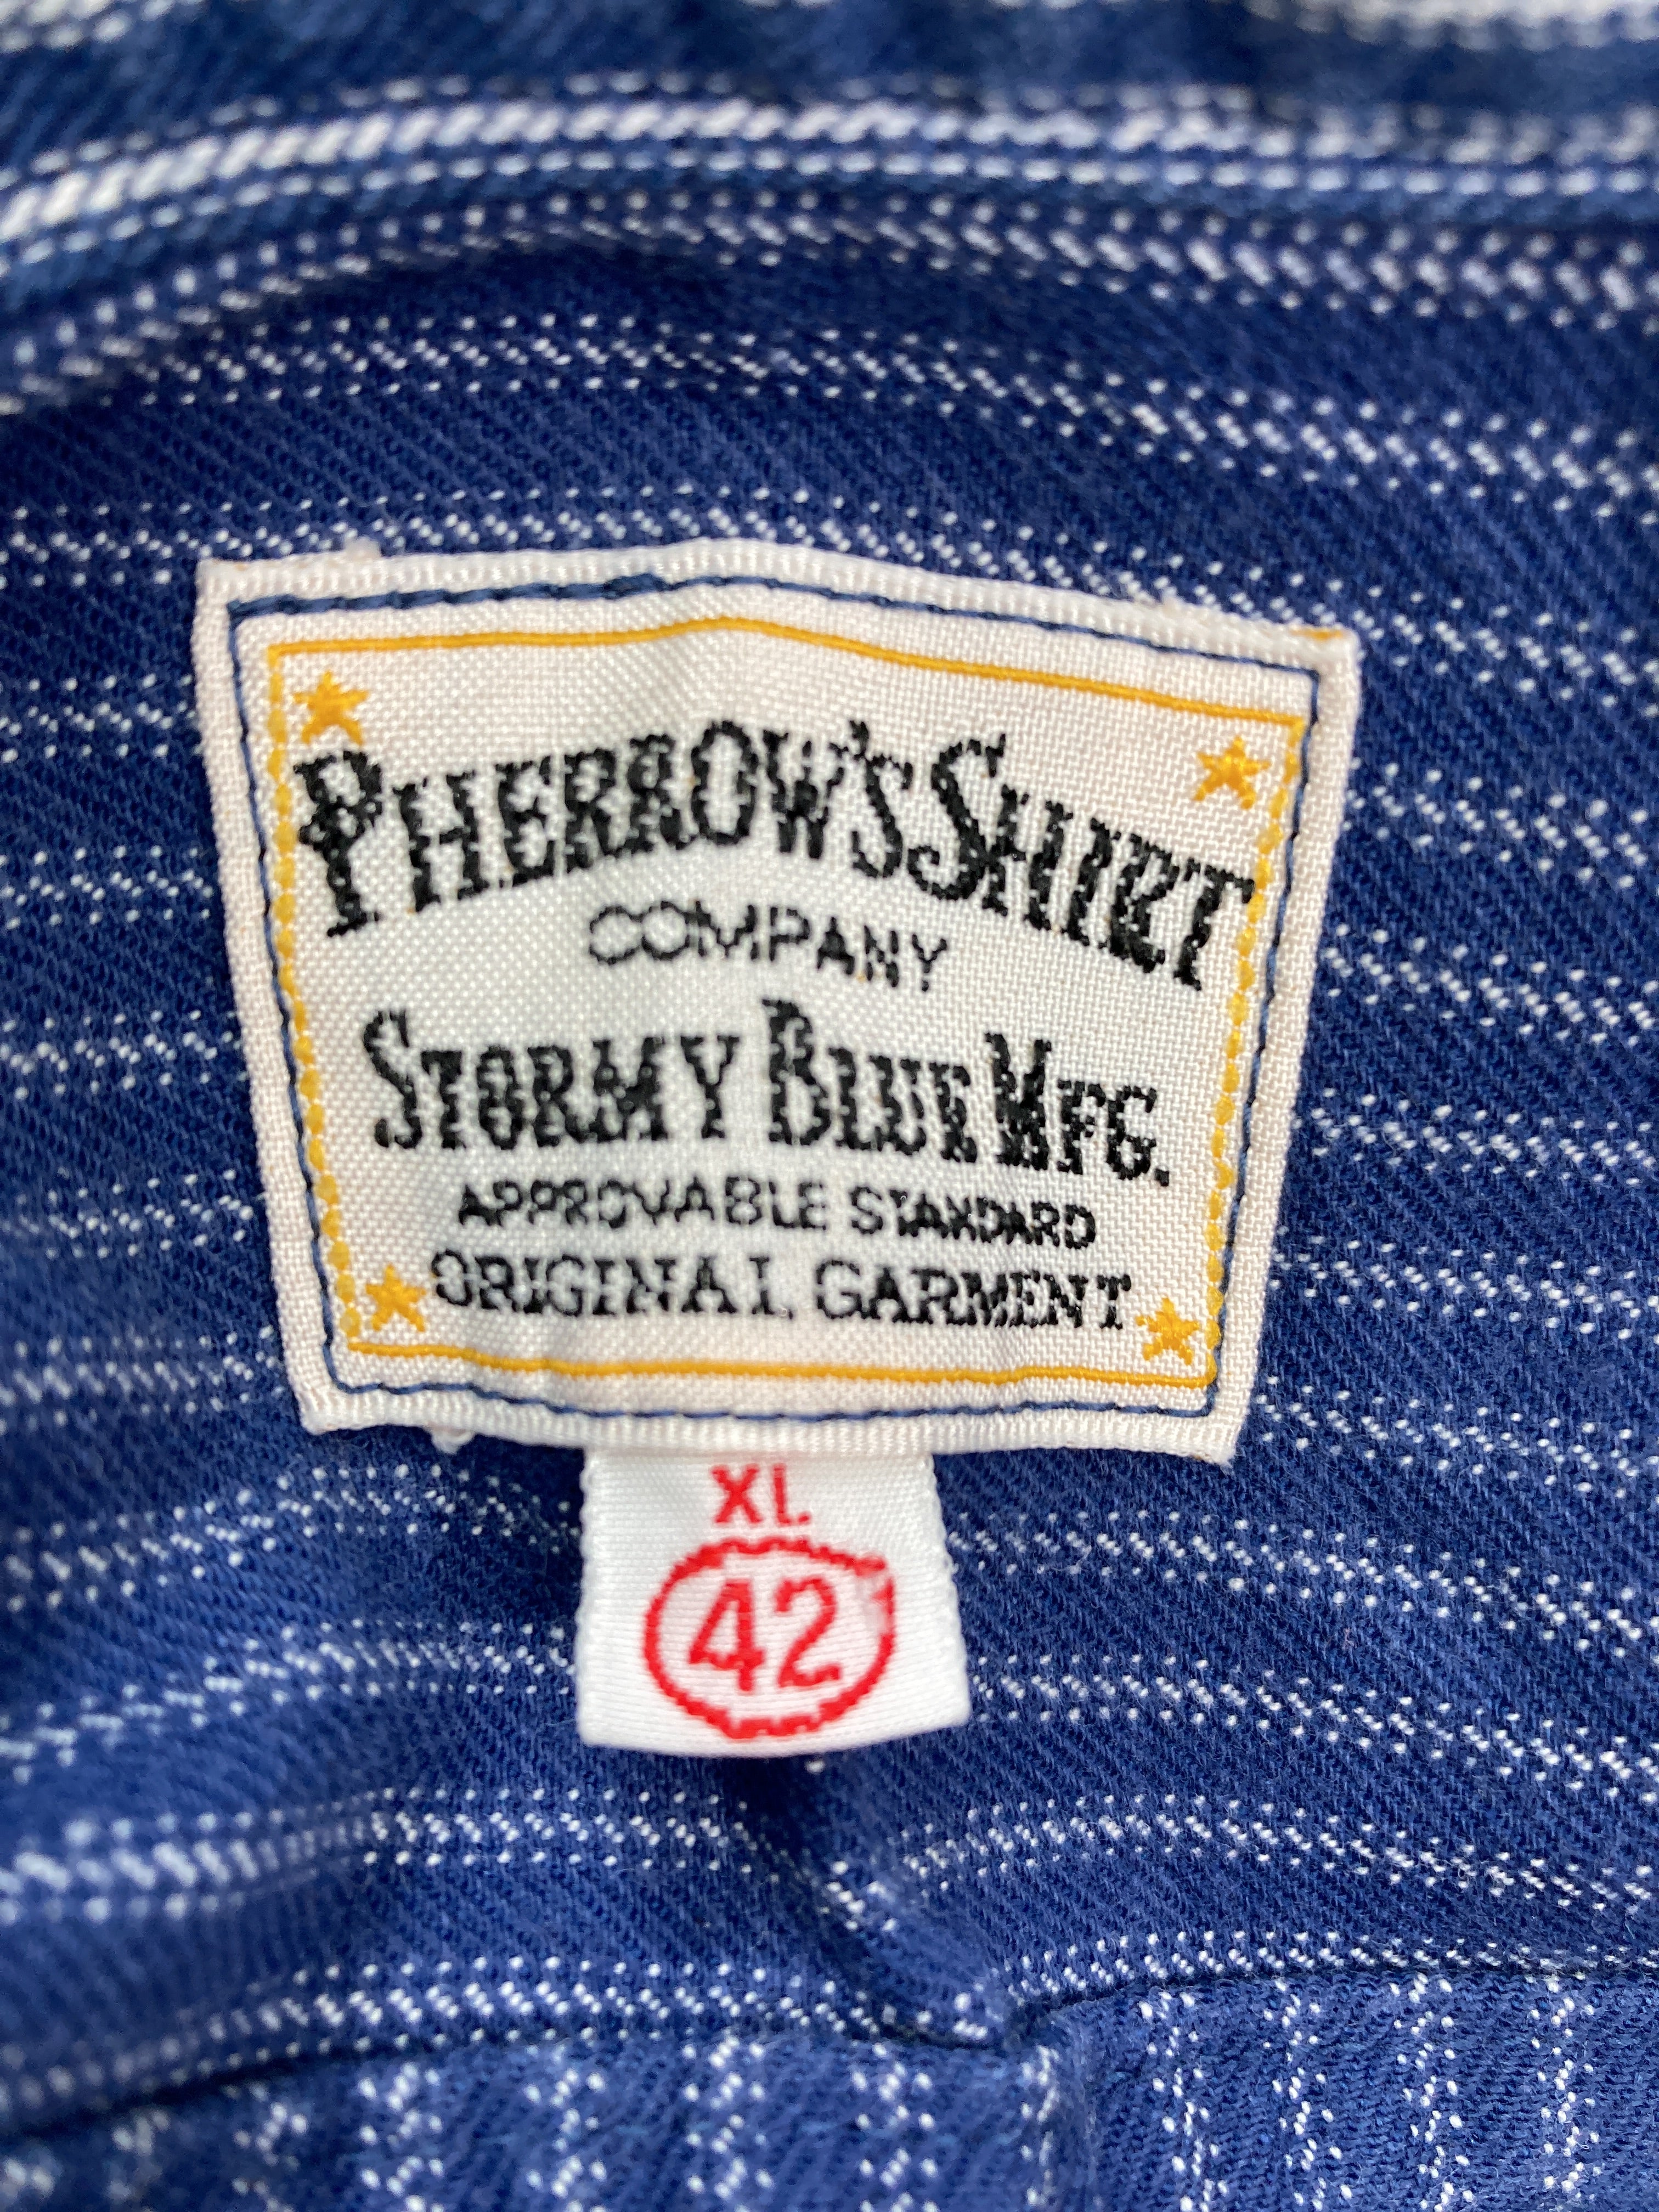 PHERROW'S SHIRT
COMPANY
STORMY BLUE MFG.
APPROVABLE STANDARD
ORIGINAL GARMENT
XL
42